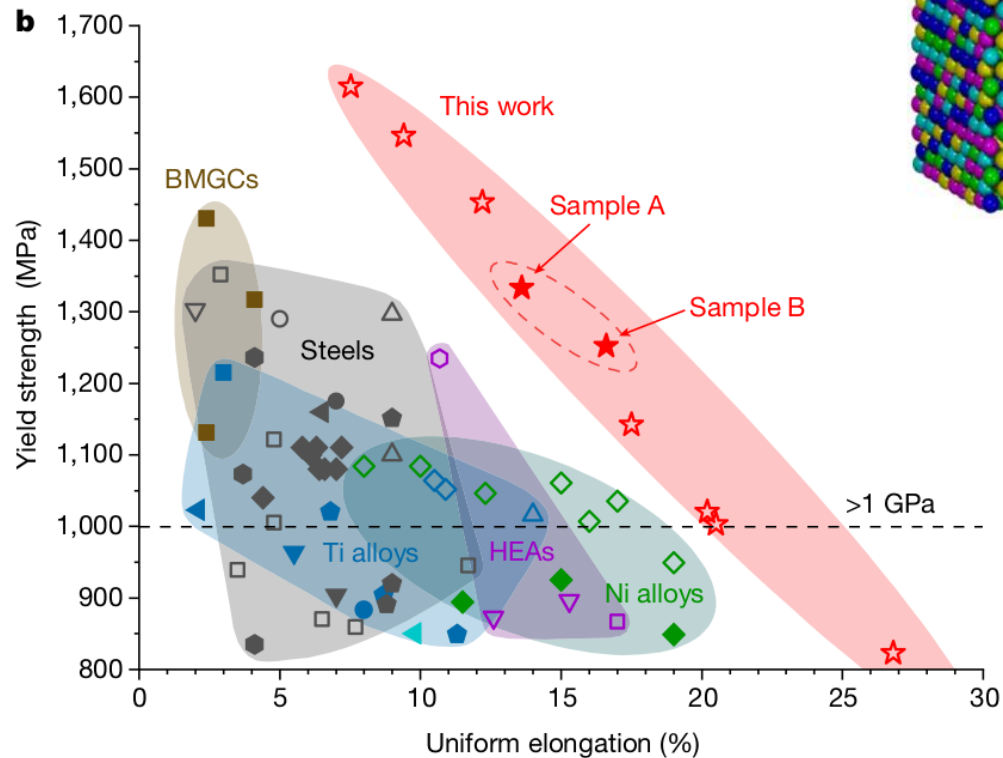 b
1,700
1,600
1,500
1,400
1,300
1,200
1,100
1,000
900
800
Yield strength (MPa)
This work
BMGCs
Sample A
Sample B
Steels
>1 GPa
Ti alloys
HEAs
Ni alloys
0 5 10 15 20 25 30
Uniform elongation (%)